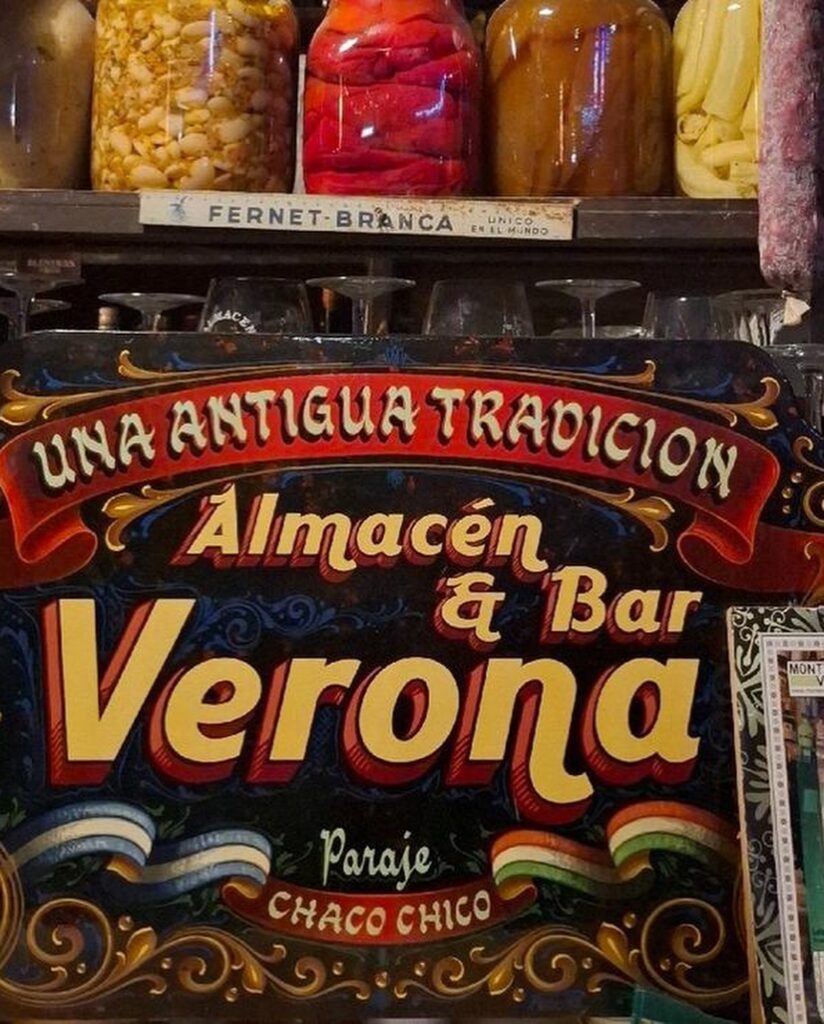 FERNET-BRANCA
UNICO
EN EL MUNDO
UNA ANTIGUA TRADICION
Almacén
& Bar
Verona
Paraje
CHACO CHICO